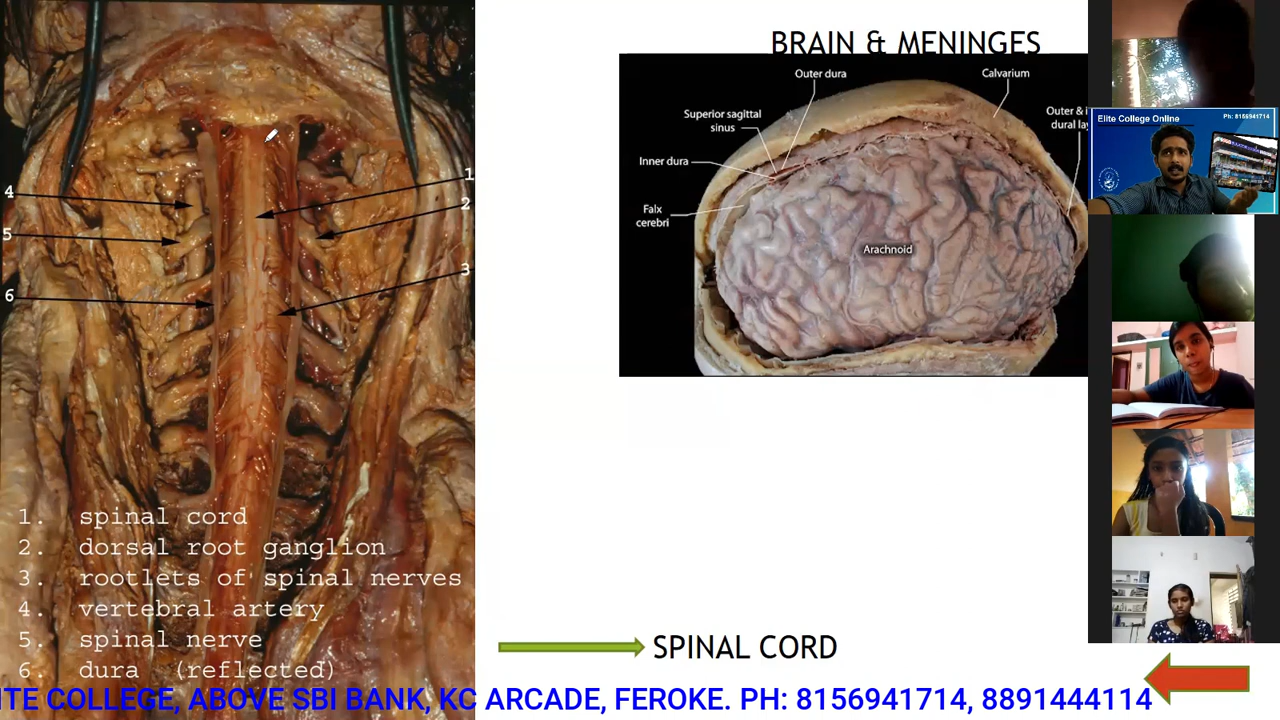 BRAIN & MENINGES
Outer dura
Calvarium
Superior sagittal
sinus
Outer &
dural
Inner dura
Falx
cerebri
Arachnoid
1
2
3
4
5
6
1. spinal cord
2. dorsal root ganglion
3. rootlets of spinal nerves
4. vertebral artery
5. spinal nerve
6. dura (reflected)
SPINAL CORD
Elite College Online
Ph: 8156941714
ITE COLLEGE, ABOVE SBI BANK, KC ARCADE, FEROKE. PH: 8156941714, 8891444114